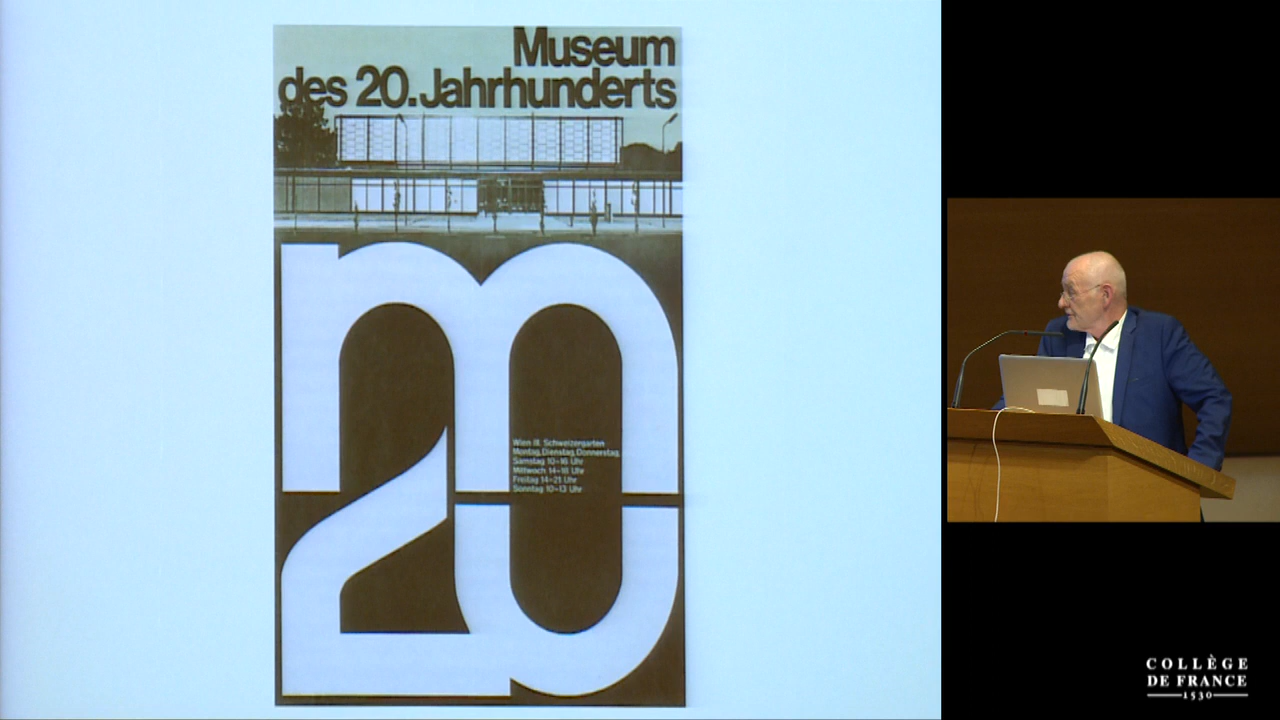 Museum
des 20. Jahrhunderts
m
20
Wien III. Schweizergarten
Montag, Dienstag, Donnerstag,
Samstag 10–16 Uhr
Mittwoch 14–18 Uhr
Freitag 14–21 Uhr
Sonntag 10–13 Uhr
COLLÈGE
DE FRANCE
1530